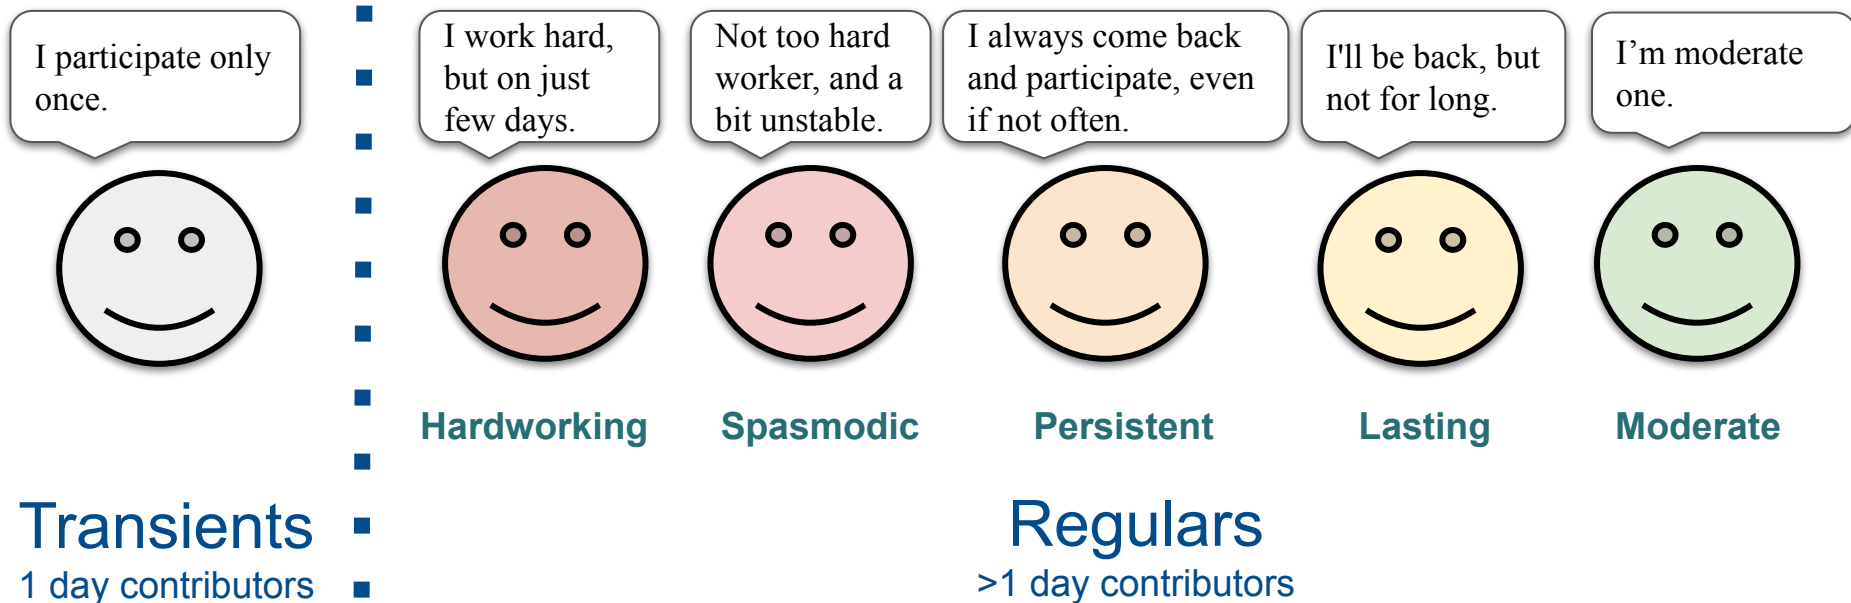 I participate only
once.
I work hard,
but on just
few days.
Not too hard
worker, and a
bit unstable.
I always come back
and participate, even
if not often.
I'll be back, but
not for long.
I’m moderate
one.
Hardworking
Spasmodic
Persistent
Lasting
Moderate
Transients
1 day contributors
Regulars
>1 day contributors